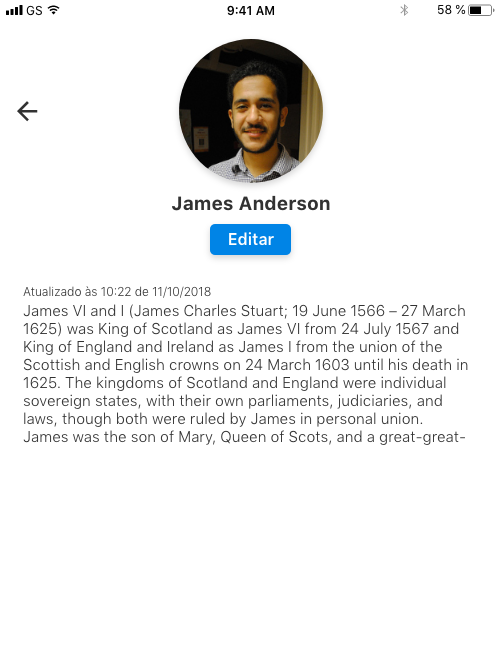 GS 9:41 AM 58 %
James Anderson
Editar
Atualizado às 10:22 de 11/10/2018
James VI and I (James Charles Stuart; 19 June 1566 – 27 March
1625) was King of Scotland as James VI from 24 July 1567 and
King of England and Ireland as James I from the union of the
Scottish and English crowns on 24 March 1603 until his death in
1625. The kingdoms of Scotland and England were individual
sovereign states, with their own parliaments, judiciaries, and
laws, though both were ruled by James in personal union.
James was the son of Mary, Queen of Scots, and a great-great-